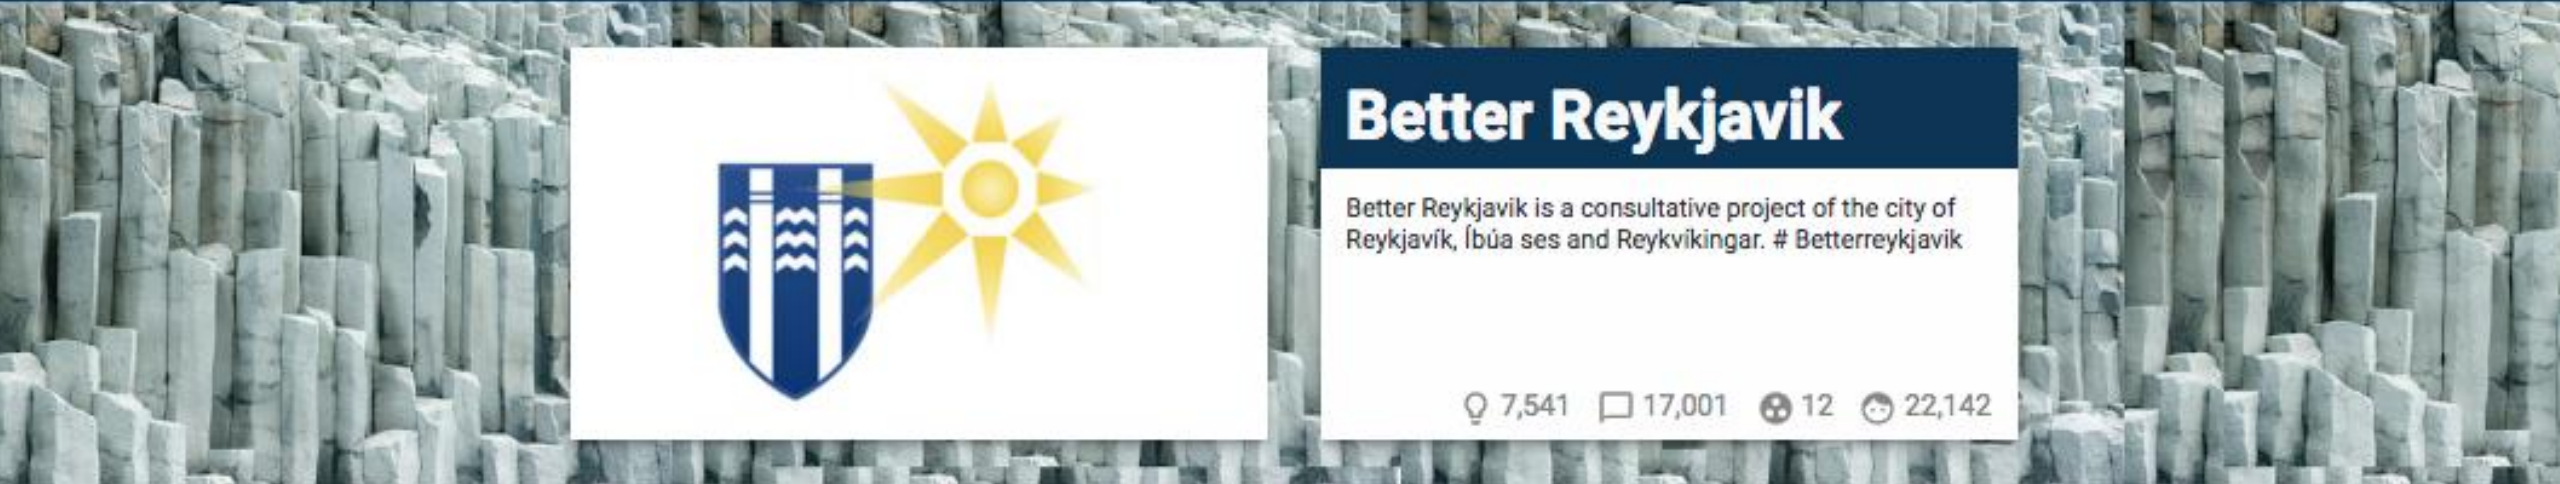 Better Reykjavik
Better Reykjavik is a consultative project of the city of
Reykjavík, Íbúa ses and Reykvíkingar. # Betterreykjavik
7,541 17,001 12 22,142